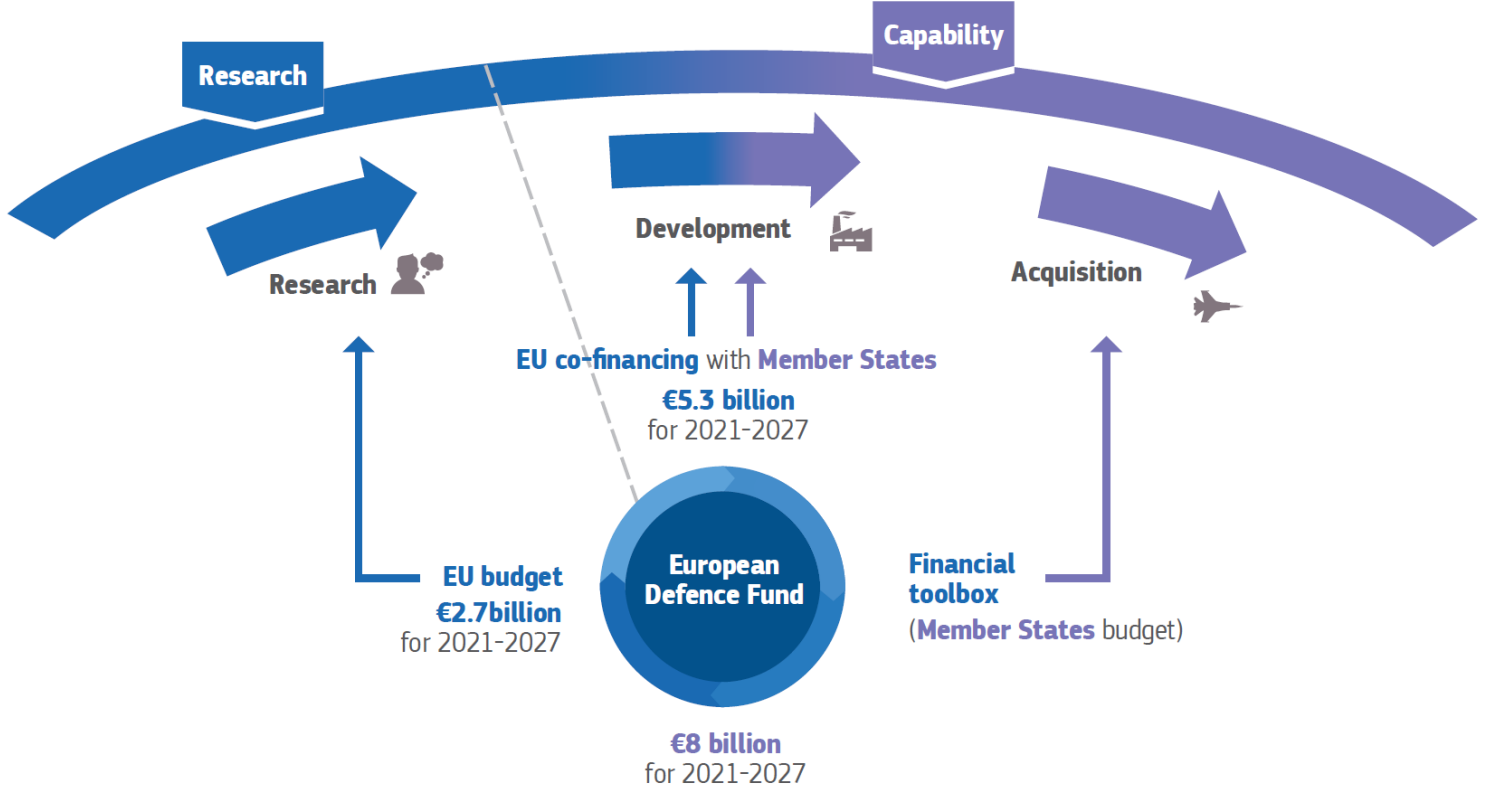 Research
Capability
Research
Development
Acquisition
EU co-financing with Member States
€5.3 billion
for 2021-2027
EU budget
€2.7billion
for 2021-2027
European
Defence Fund
Financial
toolbox
(Member States budget)
€8 billion
for 2021-2027